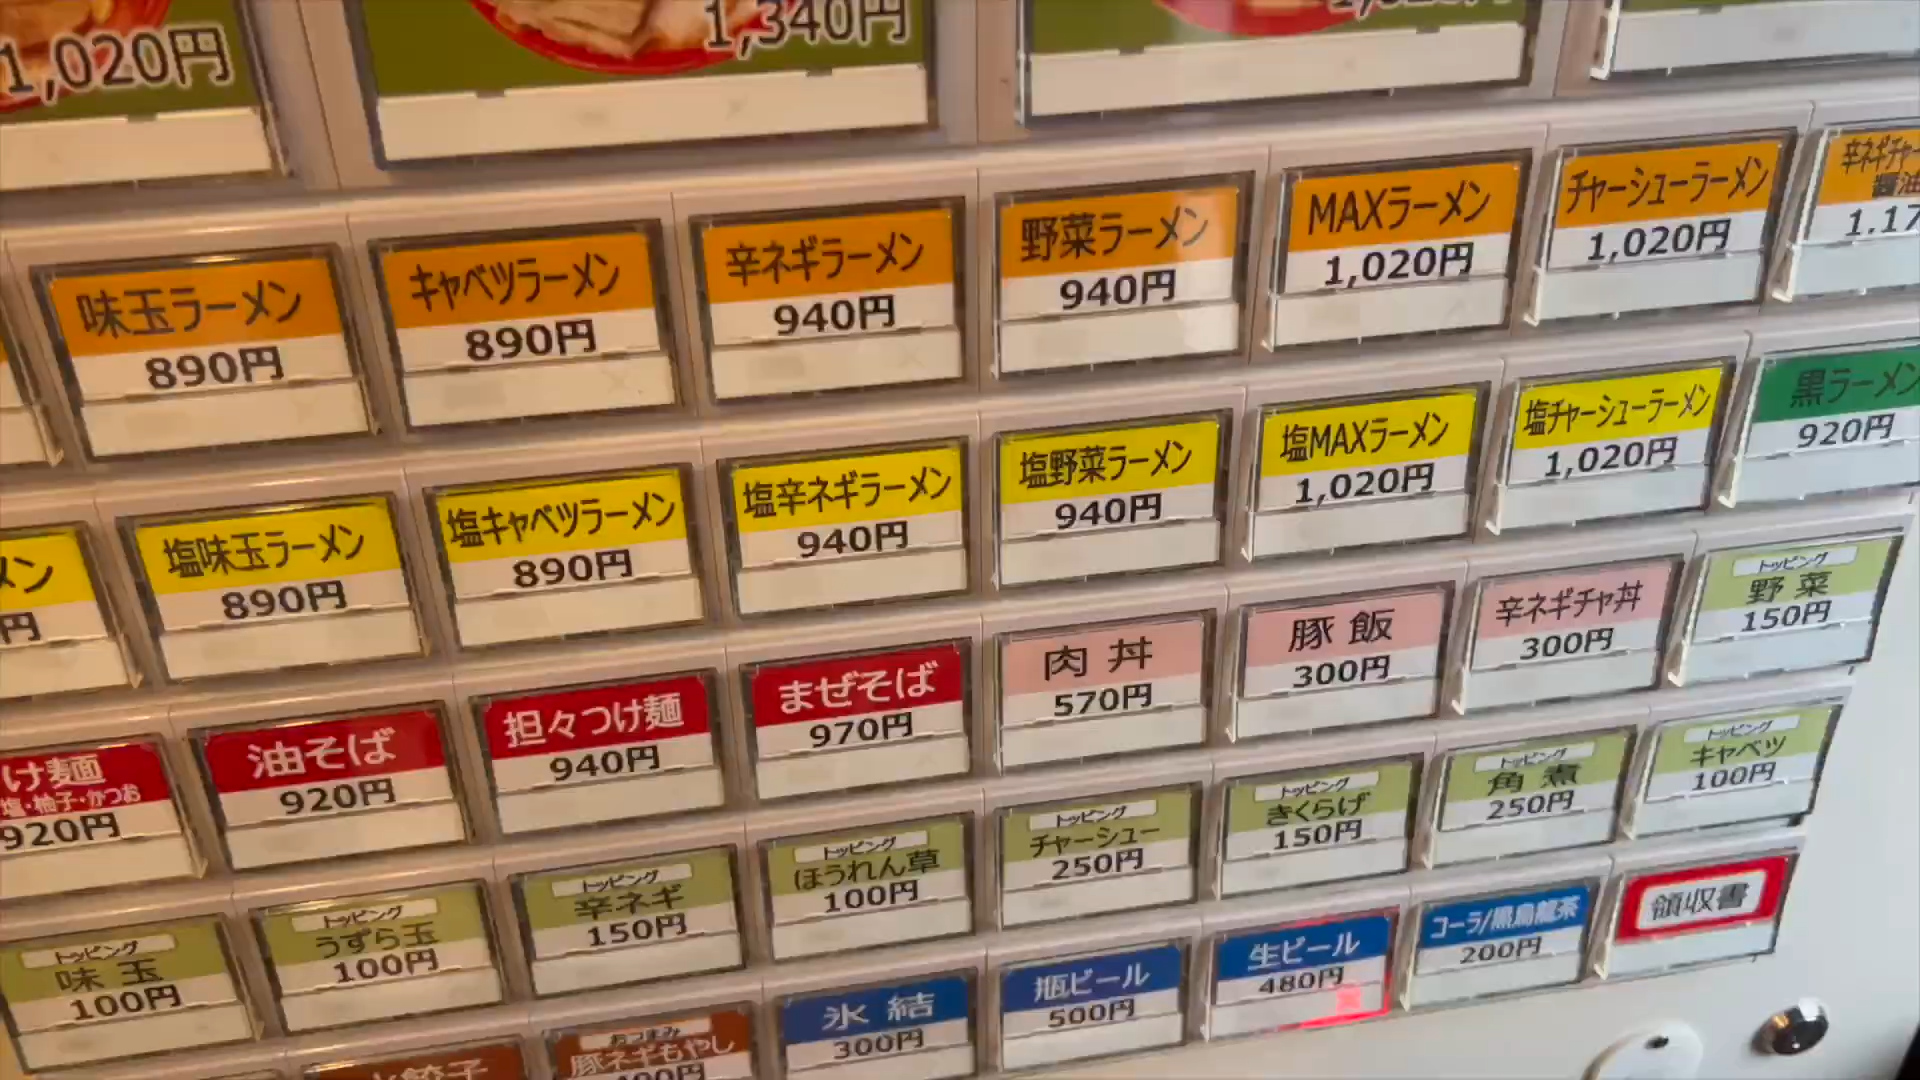 1,020円
1,340円
味玉ラーメン
890円
キャベツラーメン
890円
辛ネギラーメン
940円
野菜ラーメン
940円
MAXラーメン
1,020円
チャーシューラーメン
1,020円
辛ネギチャー
醤油
1.17
メン
円
塩味玉ラーメン
890円
塩キャベツラーメン
890円
塩辛ネギラーメン
940円
塩野菜ラーメン
940円
塩MAXラーメン
1,020円
塩チャーシューラーメン
1,020円
黒ラーメン
920円
け麺
塩・柚子・かつお
920円
油そば
920円
担々つけ麺
940円
まぜそば
970円
肉丼
570円
豚飯
300円
辛ネギチャ丼
300円
トッピング
野菜
150円
トッピング
味玉
100円
トッピング
うずら玉
100円
トッピング
辛ネギ
150円
トッピング
ほうれん草
100円
トッピング
チャーシュー
250円
トッピング
きくらげ
150円
トッピング
角煮
250円
トッピング
キャベツ
100円
餃子
おつまみ
豚ネギもやし
氷結
300円
瓶ビール
500円
生ビール
480円
コーラ/黒烏龍茶
200円
領収書